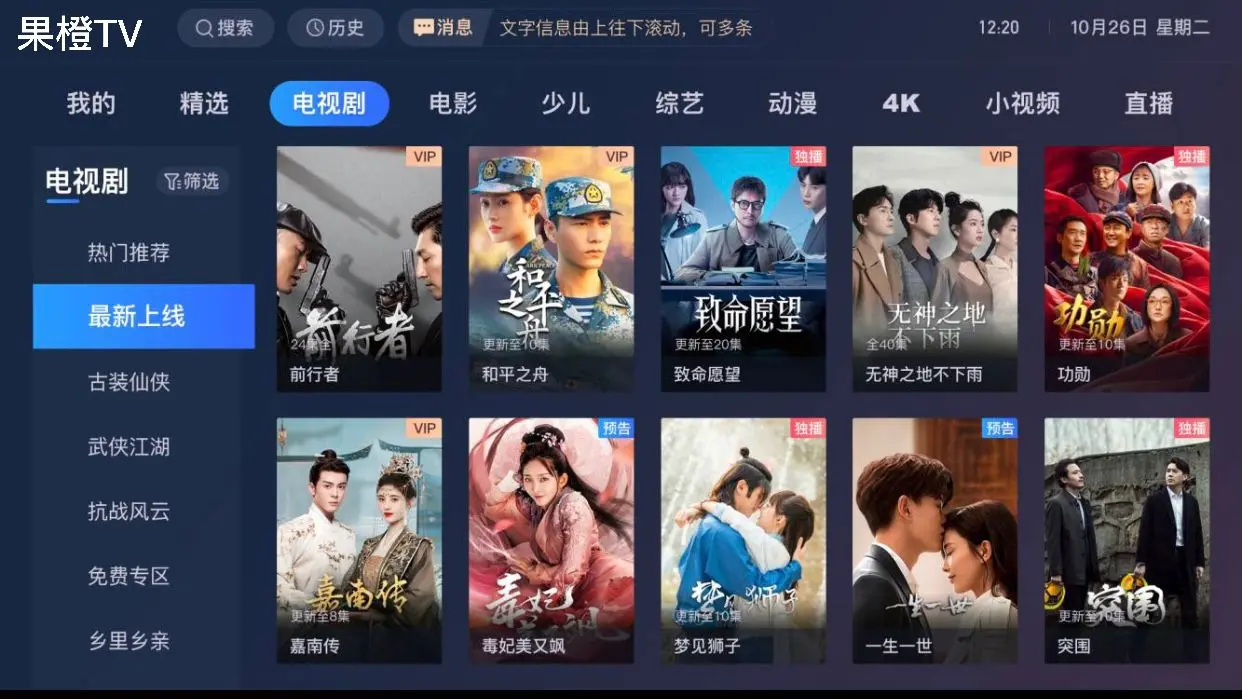 果橙TV
搜索
历史
消息
文字信息由上往下滚动，可多条
12:20
10月26日 星期二
我的
精选
电视剧
电影
少儿
综艺
动漫
4K
小视频
直播
电视剧
筛选
热门推荐
最新上线
古装仙侠
武侠江湖
抗战风云
免费专区
乡里乡亲
VIP
前行者
24集全
前行者
VIP
和平之舟
更新至10集
和平之舟
独播
致命愿望
更新至20集
致命愿望
VIP
无神之地
不下雨
全40集
无神之地不下雨
独播
功勋
更新至10集
功勋
VIP
嘉南传
更新至8集
嘉南传
预告
毒妃
毒妃美又飒
独播
梦见狮子
更新至10集
梦见狮子
预告
一生一世
一生一世
独播
突围
更新至10集
突围